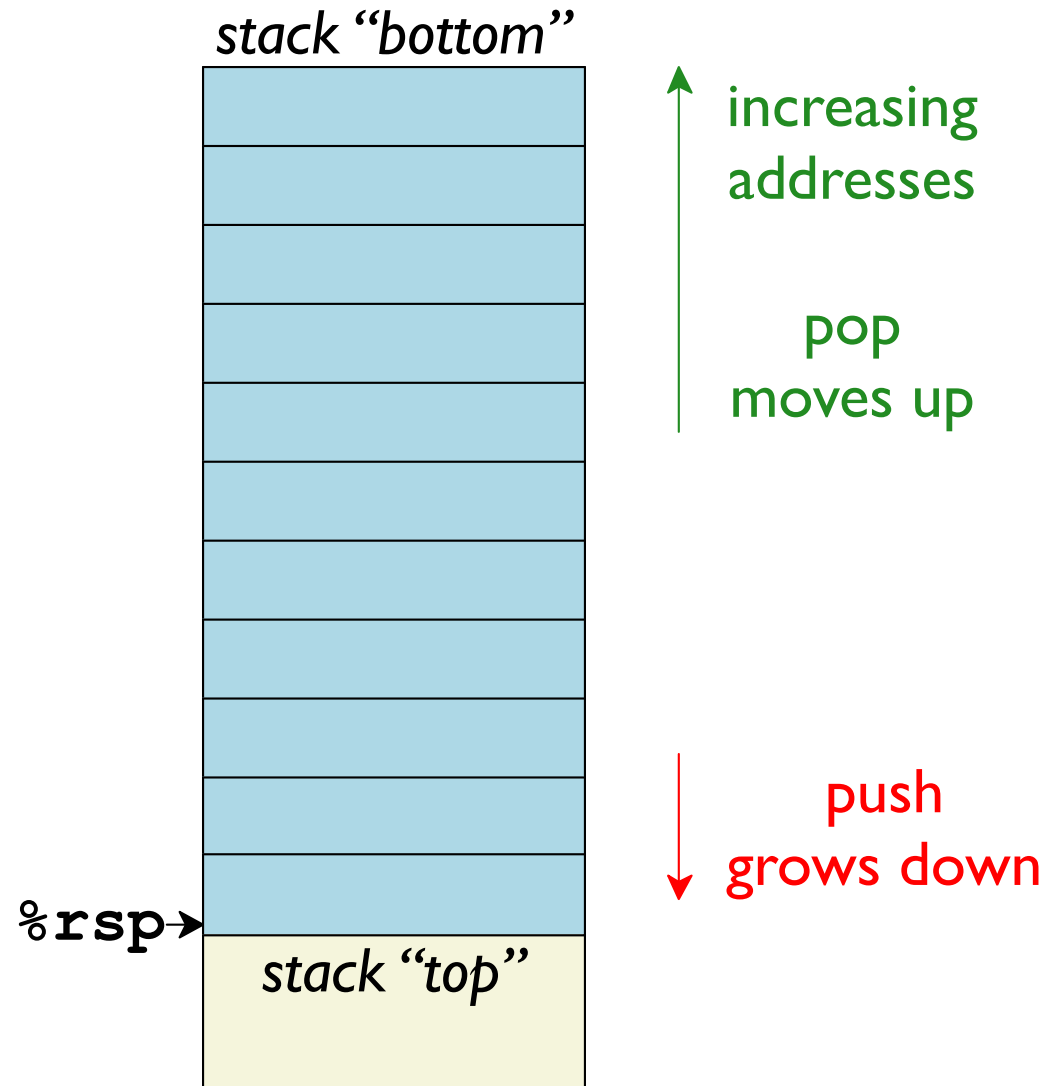 stack “bottom”
increasing
addresses
pop
moves up
push
grows down
%rsp
stack “top”